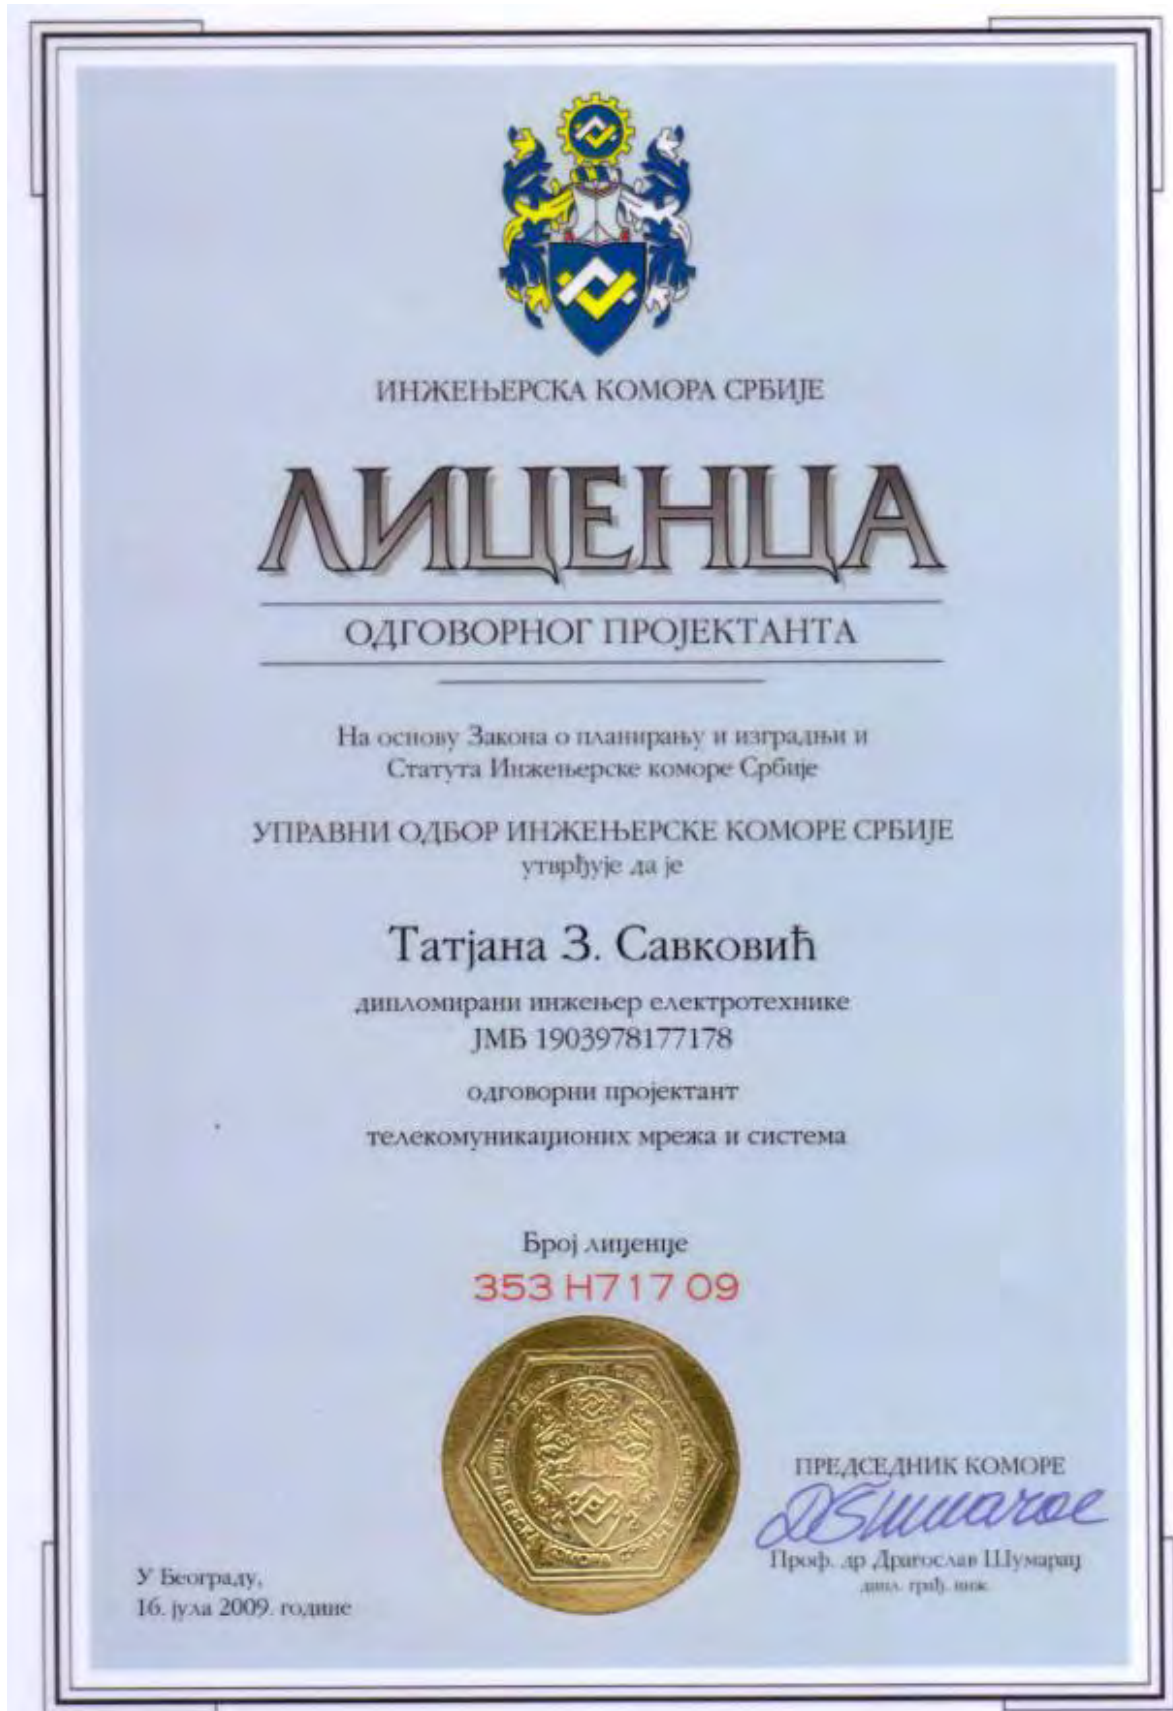 ИНЖЕЊЕРСКА КОМОРА СРБИЈЕ
ЛИЦЕНЦА
ОДГОВОРНОГ ПРОЈЕКТАНТА
На основу Закона о планирању и изградњи и
Статута Инжењерске коморе Србије
УПРАВНИ ОДБОР ИНЖЕЊЕРСКЕ КОМОРЕ СРБИЈЕ
утврђује да је
Татјана З. Савковић
дипломирани инжењер електротехнике
ЈМБ 1903978177178
одговорни пројектант
телекомуникационих мрежа и система
Број лиценце
353 H717 09
ПРЕДСЕДНИК КОМОРЕ
Проф. др Драгослав Шумарац
дипл. грађ. инж.
У Београду,
16. јула 2009. године